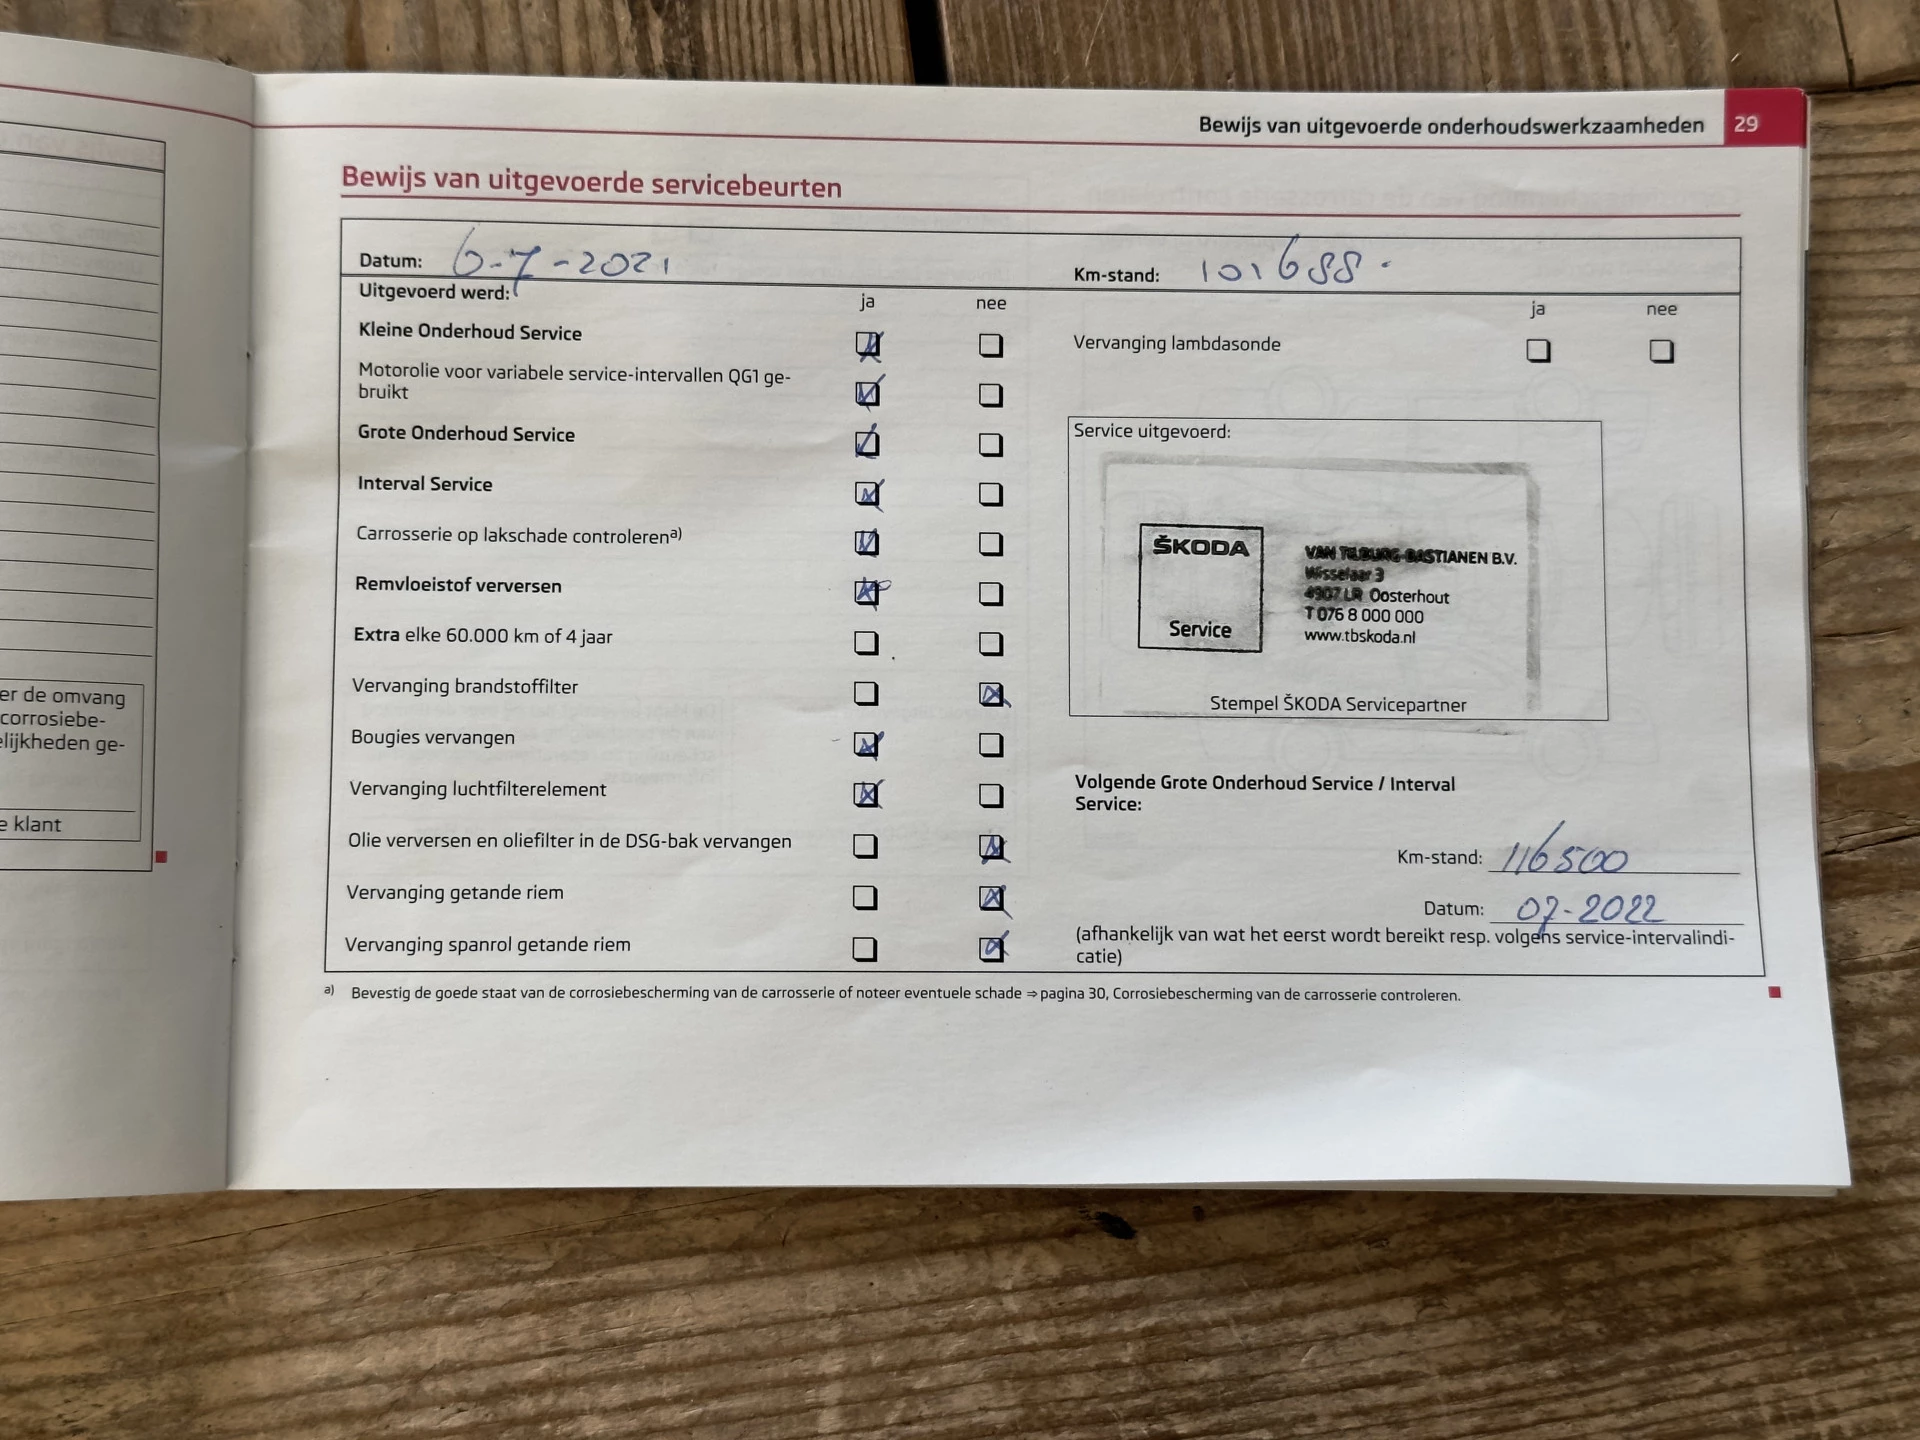 Bewijs van uitgevoerde onderhoudswerkzaamheden 29
Bewijs van uitgevoerde servicebeurten
Datum: 6-7-2021
Km-stand: 101688
Uitgevoerd werd:
ja nee
Kleine Onderhoud Service
Motorolie voor variabele service-intervallen QG1 ge-
bruikt
Grote Onderhoud Service
Interval Service
Carrosserie op lakschade controleren a)
Remvloeistof verversen
Extra elke 60.000 km of 4 jaar
Vervanging brandstoffilter
Bougies vervangen
Vervanging luchtfilterelement
Olie verversen en oliefilter in de DSG-bak vervangen
Vervanging getande riem
Vervanging spanrol getande riem
ja nee
Vervanging lambdasonde
Service uitgevoerd:
ŠKODA
Service
VAN TILBURG-BASTIANEN B.V.
Wisselaar 3
4907 LR Oosterhout
T 076 8 000 000
www.tbskoda.nl
Stempel ŠKODA Servicepartner
Volgende Grote Onderhoud Service / Interval
Service:
Km-stand: 116500
Datum: 07-2022
(afhankelijk van wat het eerst wordt bereikt resp. volgens service-intervalindi-
catie)
a) Bevestig de goede staat van de corrosiebescherming van de carrosserie of noteer eventuele schade ⇒ pagina 30, Corrosiebescherming van de carrosserie controleren.
er de omvang
corrosiebe-
elijkheden ge-
e klant